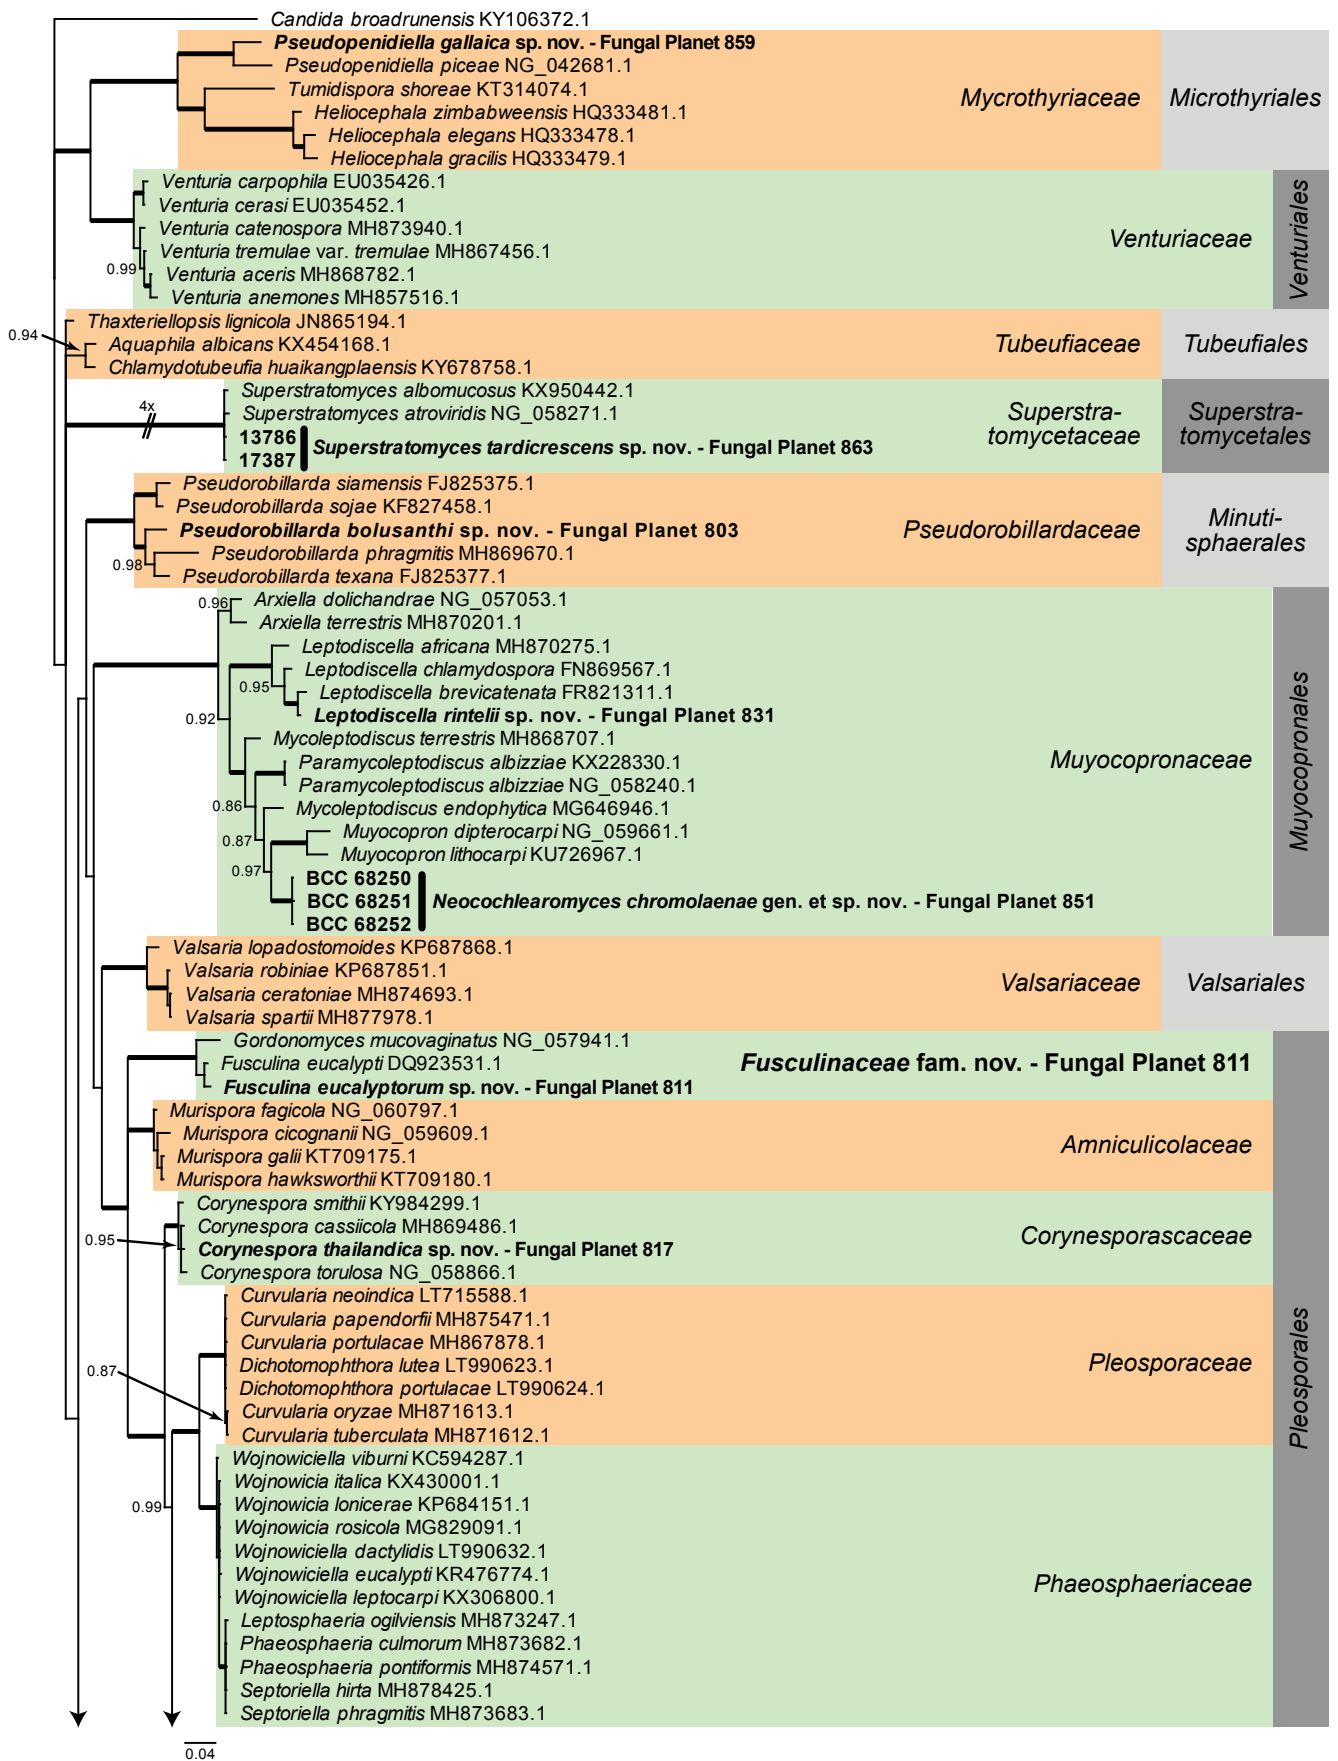 Candida broadrunensis KY106372.1
Pseudopenidiella gallaica sp. nov. - Fungal Planet 859
Pseudopenidiella piceae NG_042681.1
Tumidispora shoreae KT314074.1
Mycrothyriaceae Microthyriales
Heliocephala zimbabweensis HQ333481.1
Heliocephala elegans HQ333478.1
Heliocephala gracilis HQ333479.1
Venturia carpophila EU035426.1
Venturia cerasi EU035452.1
Venturia catenospora MH873940.1
Venturiaceae
Venturiales
Venturia tremulae var. tremulae MH867456.1
0.99
Venturia aceris MH868782.1
Venturia anemones MH857516.1
Thaxteriellopsis lignicola JN865194.1
0.94
Aquaphila albicans KX454168.1
Tubeufiaceae Tubeufiales
Chlamydotubeufia huaikangplaensis KY678758.1
Superstratomyces albomucosus KX950442.1
4x
Superstratomyces atroviridis NG_058271.1
Superstra-
tomycetaceae
Superstra-
tomycetales
13786
17387
Superstratomyces tardicrescens sp. nov. - Fungal Planet 863
Pseudorobillarda siamensis FJ825375.1
Pseudorobillarda sojae KF827458.1
Pseudorobillarda bolusanthi sp. nov. - Fungal Planet 803
Pseudorobillardaceae
Minuti-
sphaerales
Pseudorobillarda phragmitis MH869670.1
0.98
Pseudorobillarda texana FJ825377.1
Arxiella dolichandrae NG_057053.1
0.96
Arxiella terrestris MH870201.1
Leptodiscella africana MH870275.1
Leptodiscella chlamydospora FN869567.1
0.95
Leptodiscella brevicatenata FR821311.1
Leptodiscella rintelii sp. nov. - Fungal Planet 831
0.92
Mycoleptodiscus terrestris MH868707.1
Paramycoleptodiscus albizziae KX228330.1
Muyocopronaceae
Muyocopronales
Paramycoleptodiscus albizziae NG_058240.1
0.86
Mycoleptodiscus endophytica MG646946.1
Muyocopron dipterocarpi NG_059661.1
0.87
Muyocopron lithocarpi KU726967.1
0.97
BCC 68250
BCC 68251
BCC 68252
Neocochlearomyces chromolaenae gen. et sp. nov. - Fungal Planet 851
Valsaria lopadostomoides KP687868.1
Valsaria robiniae KP687851.1
Valsariaceae Valsariales
Valsaria ceratoniae MH874693.1
Valsaria spartii MH877978.1
Gordonomyces mucovaginatus NG_057941.1
Fusculina eucalypti DQ923531.1
Fusculinaceae fam. nov. - Fungal Planet 811
Fusculina eucalyptorum sp. nov. - Fungal Planet 811
Murispora fagicola NG_060797.1
Murispora cicognanii NG_059609.1
Amniculicolaceae
Murispora galii KT709175.1
Murispora hawksworthii KT709180.1
Corynespora smithii KY984299.1
Corynespora cassiicola MH869486.1
Corynesporascaceae
0.95
Corynespora thailandica sp. nov. - Fungal Planet 817
Corynespora torulosa NG_058866.1
Curvularia neoindica LT715588.1
Curvularia papendorfii MH875471.1
Curvularia portulacae MH867878.1
Pleosporaceae
Pleosporales
Dichotomophthora lutea LT990623.1
0.87
Dichotomophthora portulacae LT990624.1
Curvularia oryzae MH871613.1
Curvularia tuberculata MH871612.1
Wojnowiciella viburni KC594287.1
Wojnowicia italica KX430001.1
Wojnowicia lonicerae KP684151.1
0.99
Wojnowicia rosicola MG829091.1
Wojnowiciella dactylidis LT990632.1
Wojnowiciella eucalypti KR476774.1
Phaeosphaeriaceae
Wojnowiciella leptocarpi KX306800.1
Leptosphaeria ogilviensis MH873247.1
Phaeosphaeria culmorum MH873682.1
Phaeosphaeria pontiformis MH874571.1
Septoriella hirta MH878425.1
Septoriella phragmitis MH873683.1
0.04